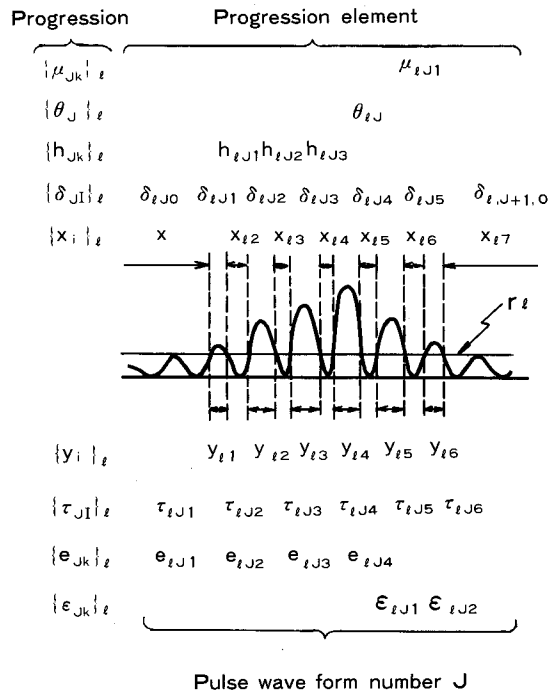 Progression Progression element
{μJk}ℓ μℓJ1
{θJ}ℓ θℓJ
{hJk}ℓ hℓJ1 hℓJ2 hℓJ3
{δJI}ℓ δℓJ0 δℓJ1 δℓJ2 δℓJ3 δℓJ4 δℓJ5 δℓ,J+1,0
{xi}ℓ x xℓ2 xℓ3 xℓ4 xℓ5 xℓ6 xℓ7
rℓ
{yi}ℓ yℓ1 yℓ2 yℓ3 yℓ4 yℓ5 yℓ6
{τJI}ℓ τℓJ1 τℓJ2 τℓJ3 τℓJ4 τℓJ5 τℓJ6
{eJk}ℓ eℓJ1 eℓJ2 eℓJ3 eℓJ4
{εJk}ℓ εℓJ1 εℓJ2
Pulse wave form number J